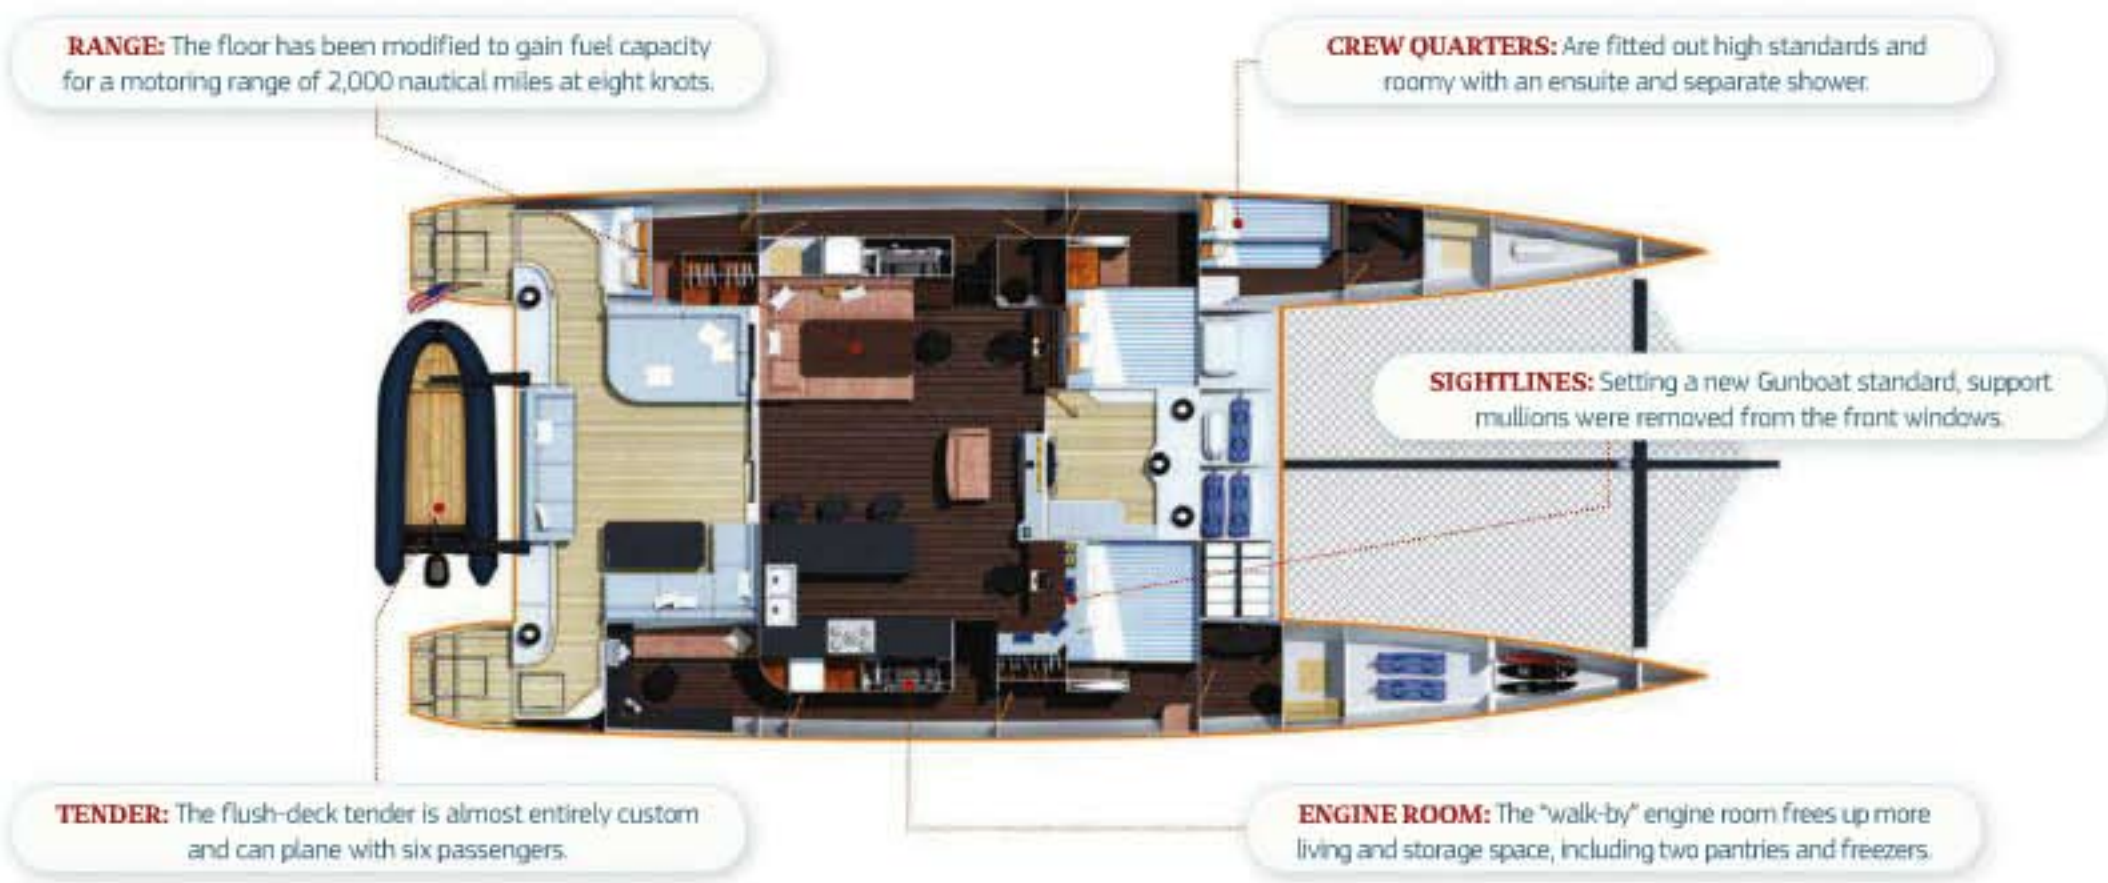 RANGE: The floor has been modified to gain fuel capacity
for a motoring range of 2,000 nautical miles at eight knots.
CREW QUARTERS: Are fitted out high standards and
roomy with an ensuite and separate shower.
SIGHTLINES: Setting a new Gunboat standard, support
mullions were removed from the front windows.
TENDER: The flush-deck tender is almost entirely custom
and can plane with six passengers.
ENGINE ROOM: The "walk-by" engine room frees up more
living and storage space, including two pantries and freezers.